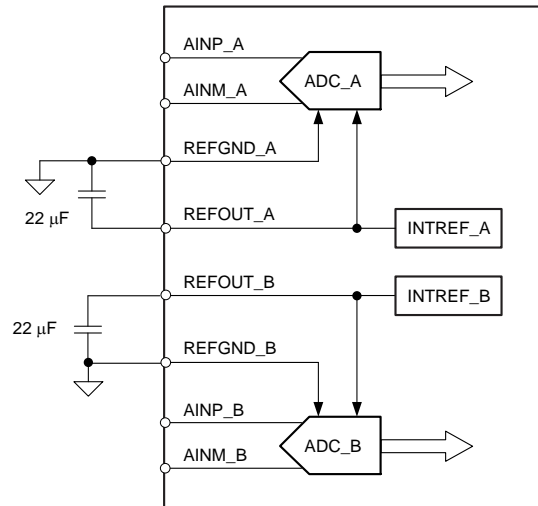 AINP_A
ADC_A
AINM_A
REFGND_A
22 μF
REFOUT_A
INTREF_A
REFOUT_B
INTREF_B
22 μF
REFGND_B
AINP_B
ADC_B
AINM_B